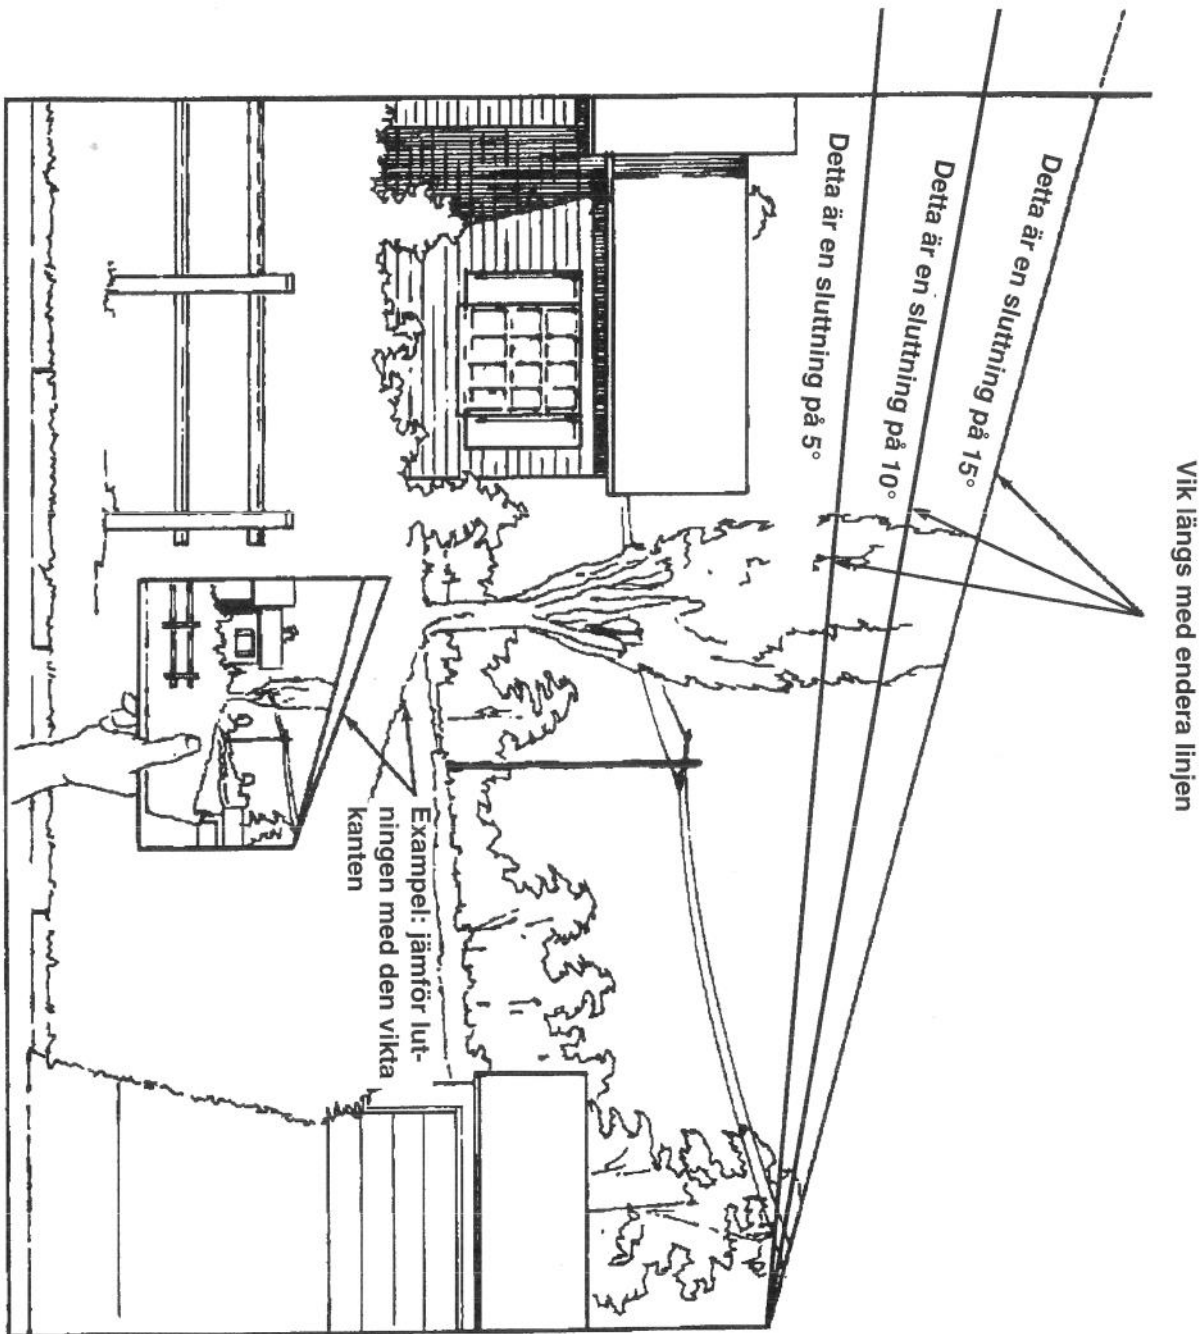 Vik längs med endera linjen
Detta är en sluttning på 15°
Detta är en sluttning på 10°
Detta är en sluttning på 5°
Exampel: jämför lut-
ningen med den vikta
kanten